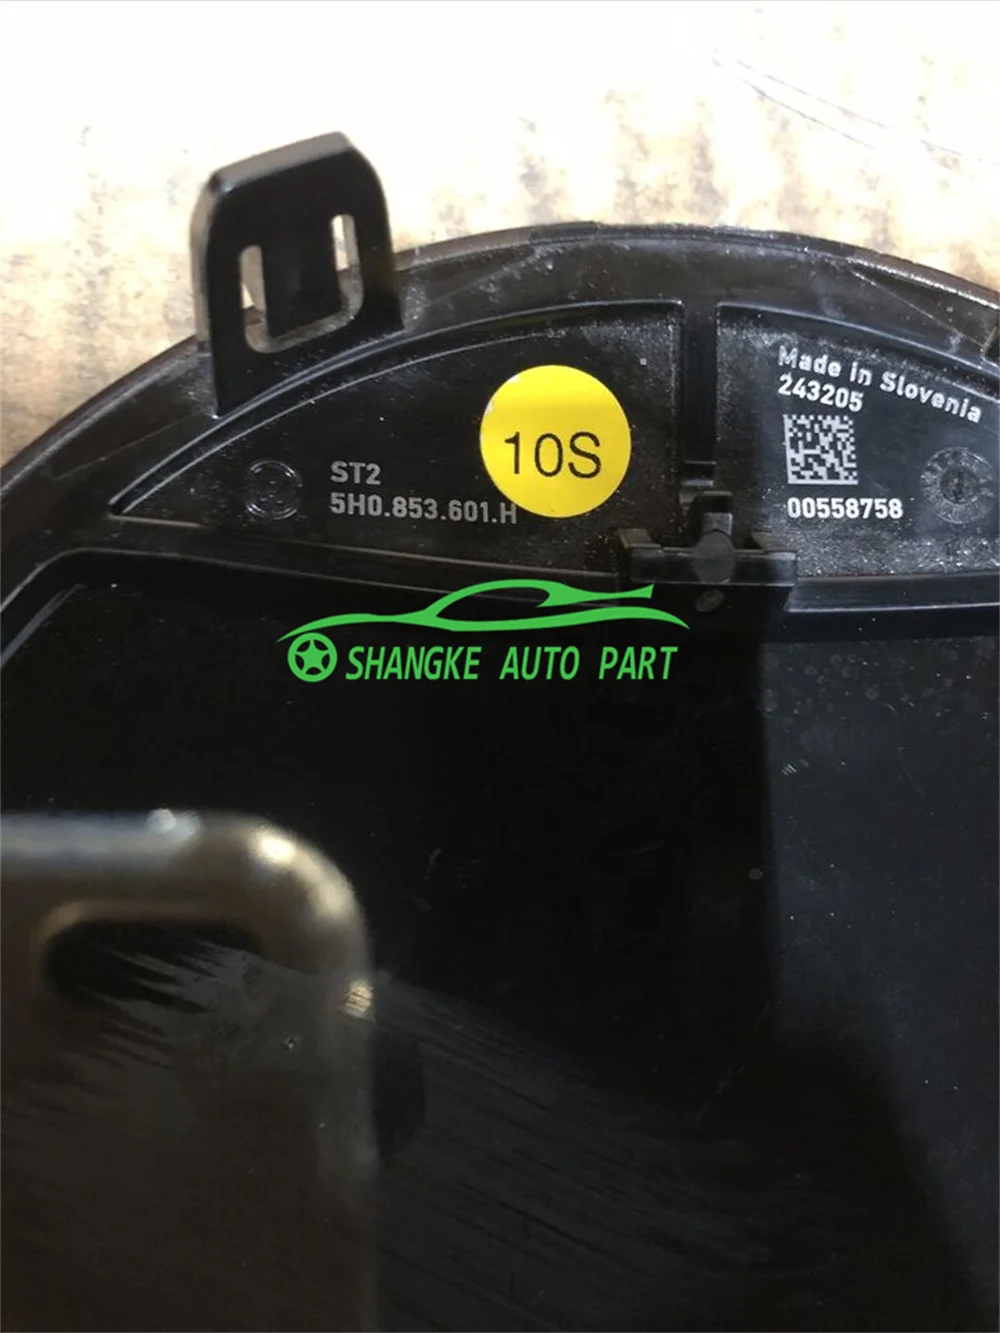 Made in Slovenia
243205
10S
ST2
5H0.853.601.H
00558758
SHANGKE AUTO PART